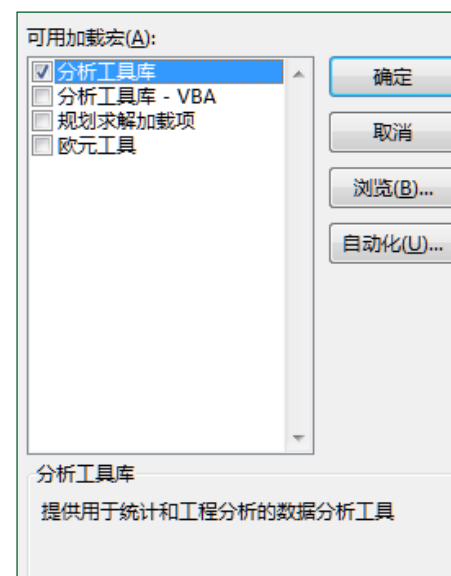 可用加载宏(A):
分析工具库
分析工具库 - VBA
规划求解加载项
欧元工具
确定
取消
浏览(B)...
自动化(U)...
分析工具库
提供用于统计和工程分析的数据分析工具